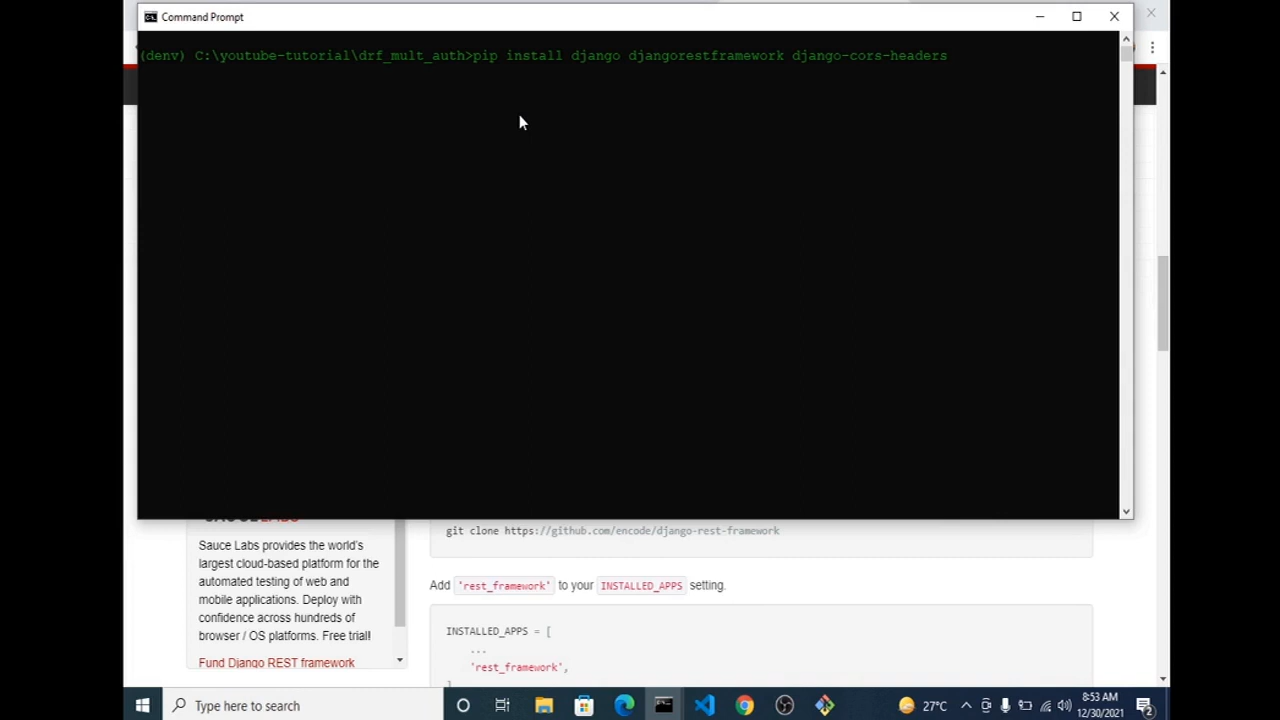 Command Prompt
(denv) C:\youtube-tutorial\drf_mult_auth>pip install django djangorestframework django-cors-headers
git clone https://github.com/encode/django-rest-framework
Sauce Labs provides the world's
largest cloud-based platform for the
automated testing of web and
mobile applications. Deploy with
confidence across hundreds of
browser / OS platforms. Free trial!
Fund Django REST framework
Add 'rest_framework' to your INSTALLED_APPS setting.
INSTALLED_APPS = [
...
'rest_framework',
]
Type here to search
27°C
8:53 AM
12/30/2021
2